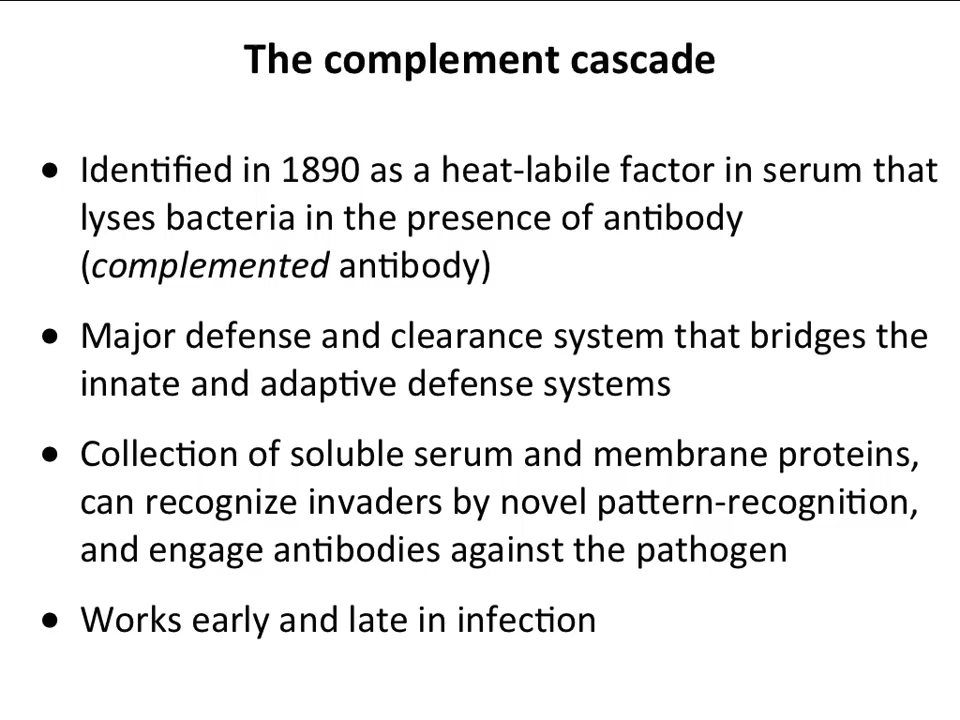 The complement cascade
• Identified in 1890 as a heat-labile factor in serum that
lyses bacteria in the presence of antibody
(complemented antibody)
• Major defense and clearance system that bridges the
innate and adaptive defense systems
• Collection of soluble serum and membrane proteins,
can recognize invaders by novel pattern-recognition,
and engage antibodies against the pathogen
• Works early and late in infection